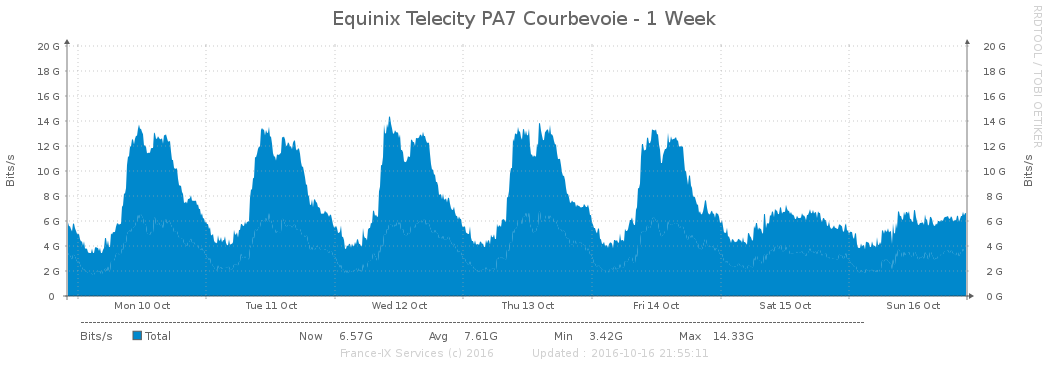 Equinix Telecity PA7 Courbevoie - 1 Week
RRDTOOL / TOBI OETIKER
Bits/s
20 G
18 G
16 G
14 G
12 G
10 G
8 G
6 G
4 G
2 G
0
20 G
18 G
16 G
14 G
12 G
10 G
8 G
6 G
4 G
2 G
0 G
Bits/s
Mon 10 Oct Tue 11 Oct Wed 12 Oct Thu 13 Oct Fri 14 Oct Sat 15 Oct Sun 16 Oct
Bits/s Total Now 6.57G Avg 7.61G Min 3.42G Max 14.33G
France-IX Services (c) 2016 Updated : 2016-10-16 21:55:11